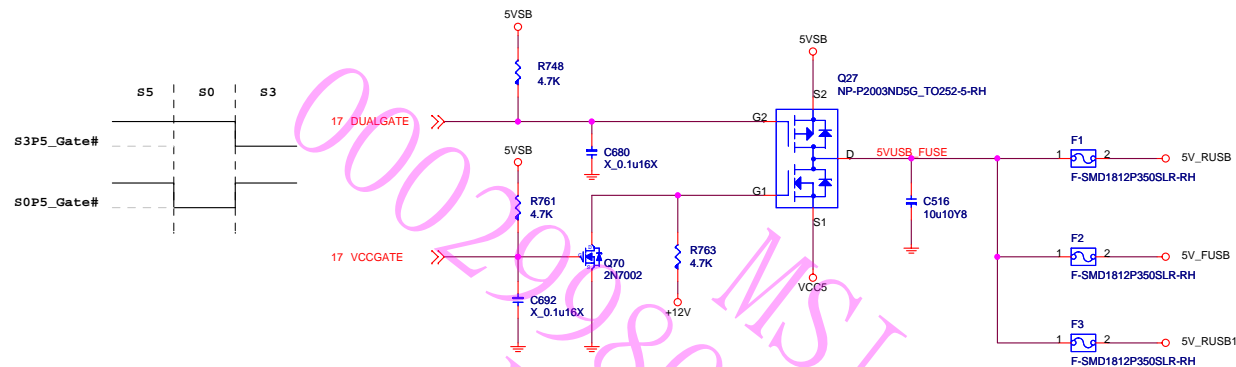 S5 S0 S3
S3P5_Gate#
S0P5_Gate#
5VSB
R748
4.7K
17 DUALGATE
C680
X_0.1u16X
5VSB
R761
4.7K
17 VCCGATE
C692
X_0.1u16X
Q70
2N7002
R763
4.7K
+12V
5VSB
Q27
NP-P2003ND5G_TO252-5-RH
S2
G2
D
G1
S1
VCC5
5VUSB_FUSE
C516
10u10Y8
F1
1 2
5V_RUSB
F-SMD1812P350SLR-RH
F2
1 2
5V_FUSB
F-SMD1812P350SLR-RH
F3
1 2
5V_RUSB1
F-SMD1812P350SLR-RH
MSI